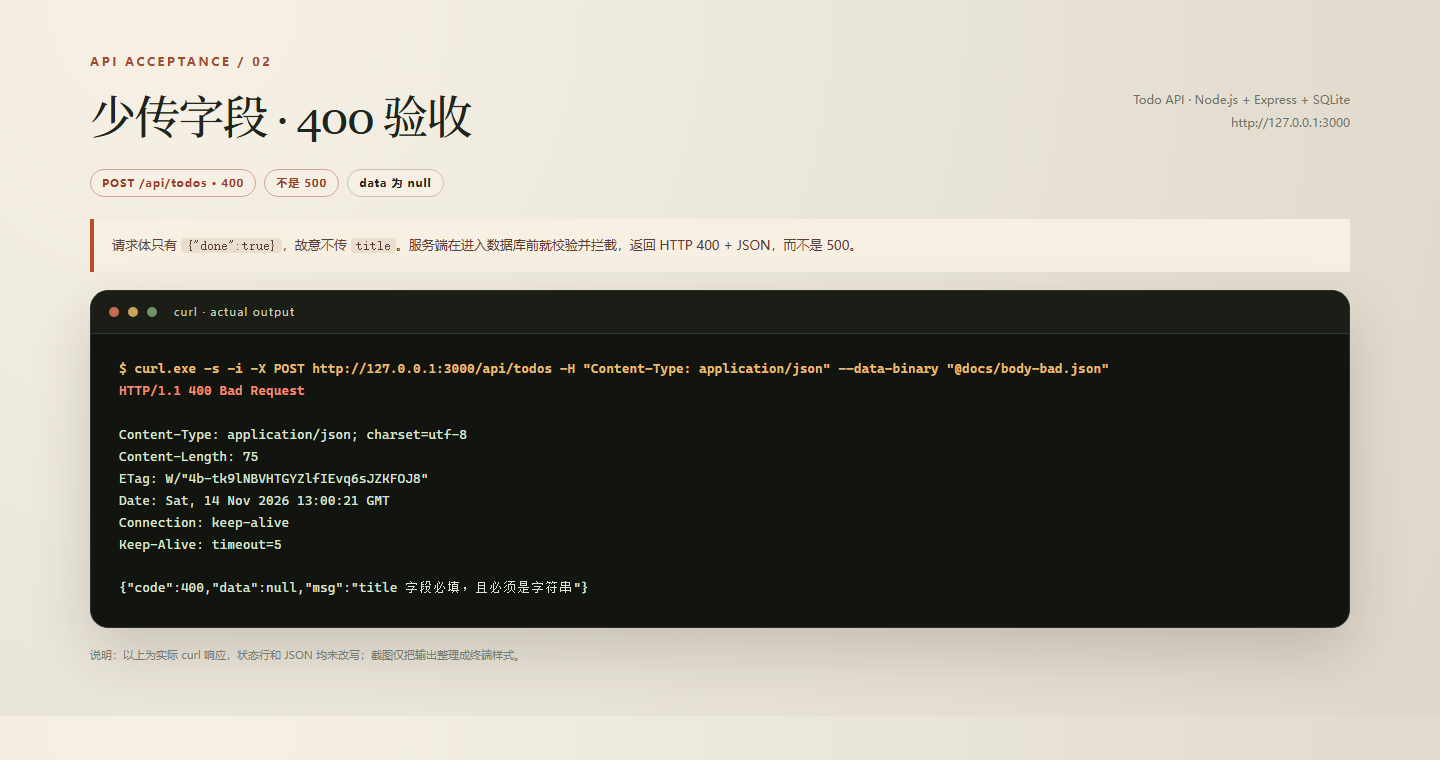 API ACCEPTANCE / 02
少传字段 · 400 验收
Todo API · Node.js + Express + SQLite
http://127.0.0.1:3000
POST /api/todos • 400
不是 500
data 为 null
请求体只有 {"done":true}，故意不传 title。服务端在进入数据库前就校验并拦截，返回 HTTP 400 + JSON，而不是 500。
curl · actual output
$ curl.exe -s -i -X POST http://127.0.0.1:3000/api/todos -H "Content-Type: application/json" --data-binary "@docs/body-bad.json"
HTTP/1.1 400 Bad Request
Content-Type: application/json; charset=utf-8
Content-Length: 75
ETag: W/"4b-tk9lNBVHTGYZlfIEvq6sJZKFOJ8"
Date: Sat, 14 Nov 2026 13:00:21 GMT
Connection: keep-alive
Keep-Alive: timeout=5
{"code":400,"data":null,"msg":"title 字段必填，且必须是字符串"}
说明：以上为实际 curl 响应，状态行和 JSON 均未改写；截图仅把输出整理成终端样式。